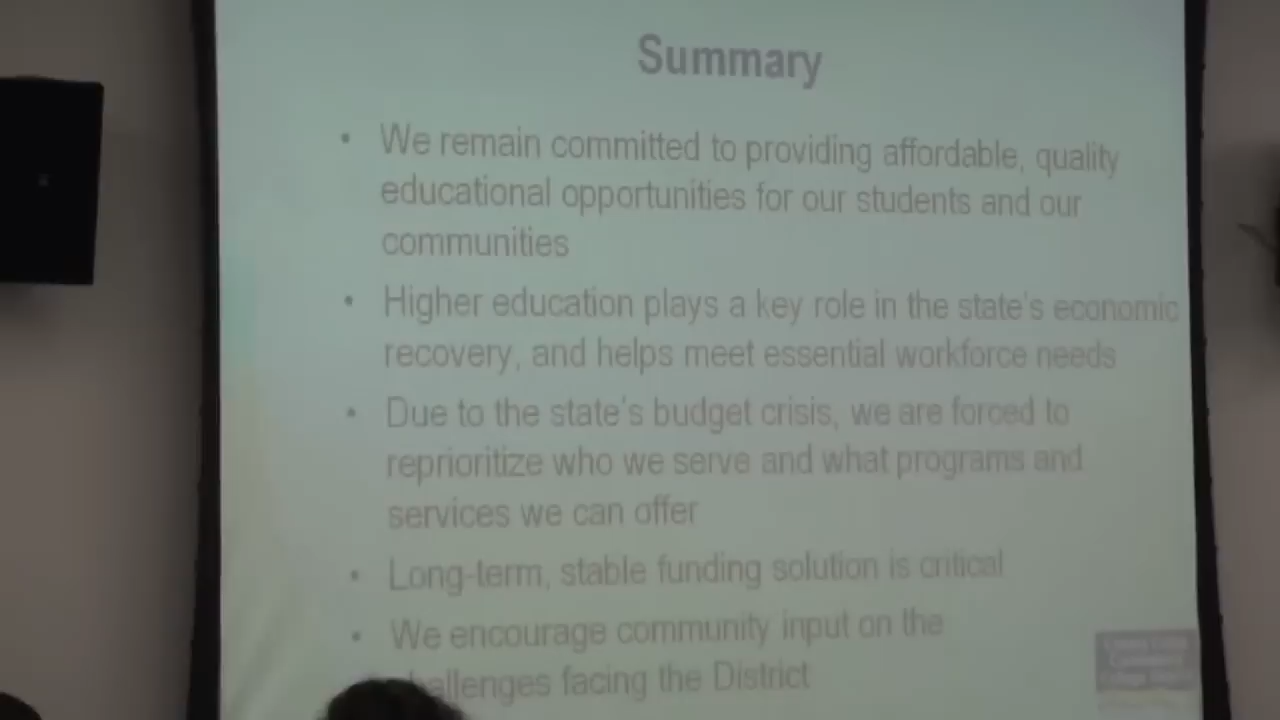 Summary
• We remain committed to providing affordable, quality
educational opportunities for our students and our
communities
• Higher education plays a key role in the state's economic
recovery, and helps meet essential workforce needs
• Due to the state's budget crisis, we are forced to
reprioritize who we serve and what programs and
services we can offer
• Long-term, stable funding solution is critical
• We encourage community input on the
challenges facing the District